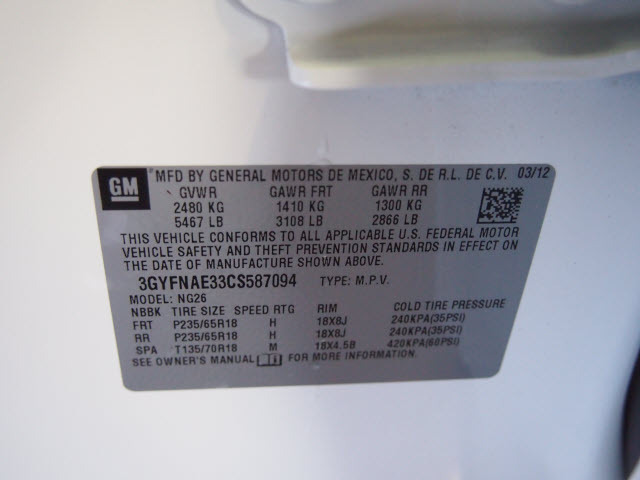 GM MFD BY GENERAL MOTORS DE MEXICO, S. DE R.L. DE C.V. 03/12
GVWR GAWR FRT GAWR RR
2480 KG 1410 KG 1300 KG
5467 LB 3108 LB 2866 LB
THIS VEHICLE CONFORMS TO ALL APPLICABLE U.S. FEDERAL MOTOR
VEHICLE SAFETY AND THEFT PREVENTION STANDARDS IN EFFECT ON
THE DATE OF MANUFACTURE SHOWN ABOVE.
3GYFNAE33CS587094 TYPE: M.P.V.
MODEL: NG26
NBBK TIRE SIZE SPEED RTG RIM COLD TIRE PRESSURE
FRT P235/65R18 H 18X8J 240KPA(35PSI)
RR P235/65R18 H 18X8J 240KPA(35PSI)
SPA T135/70R18 M 18X4.5B 420KPA(60PSI)
SEE OWNER'S MANUAL FOR MORE INFORMATION.